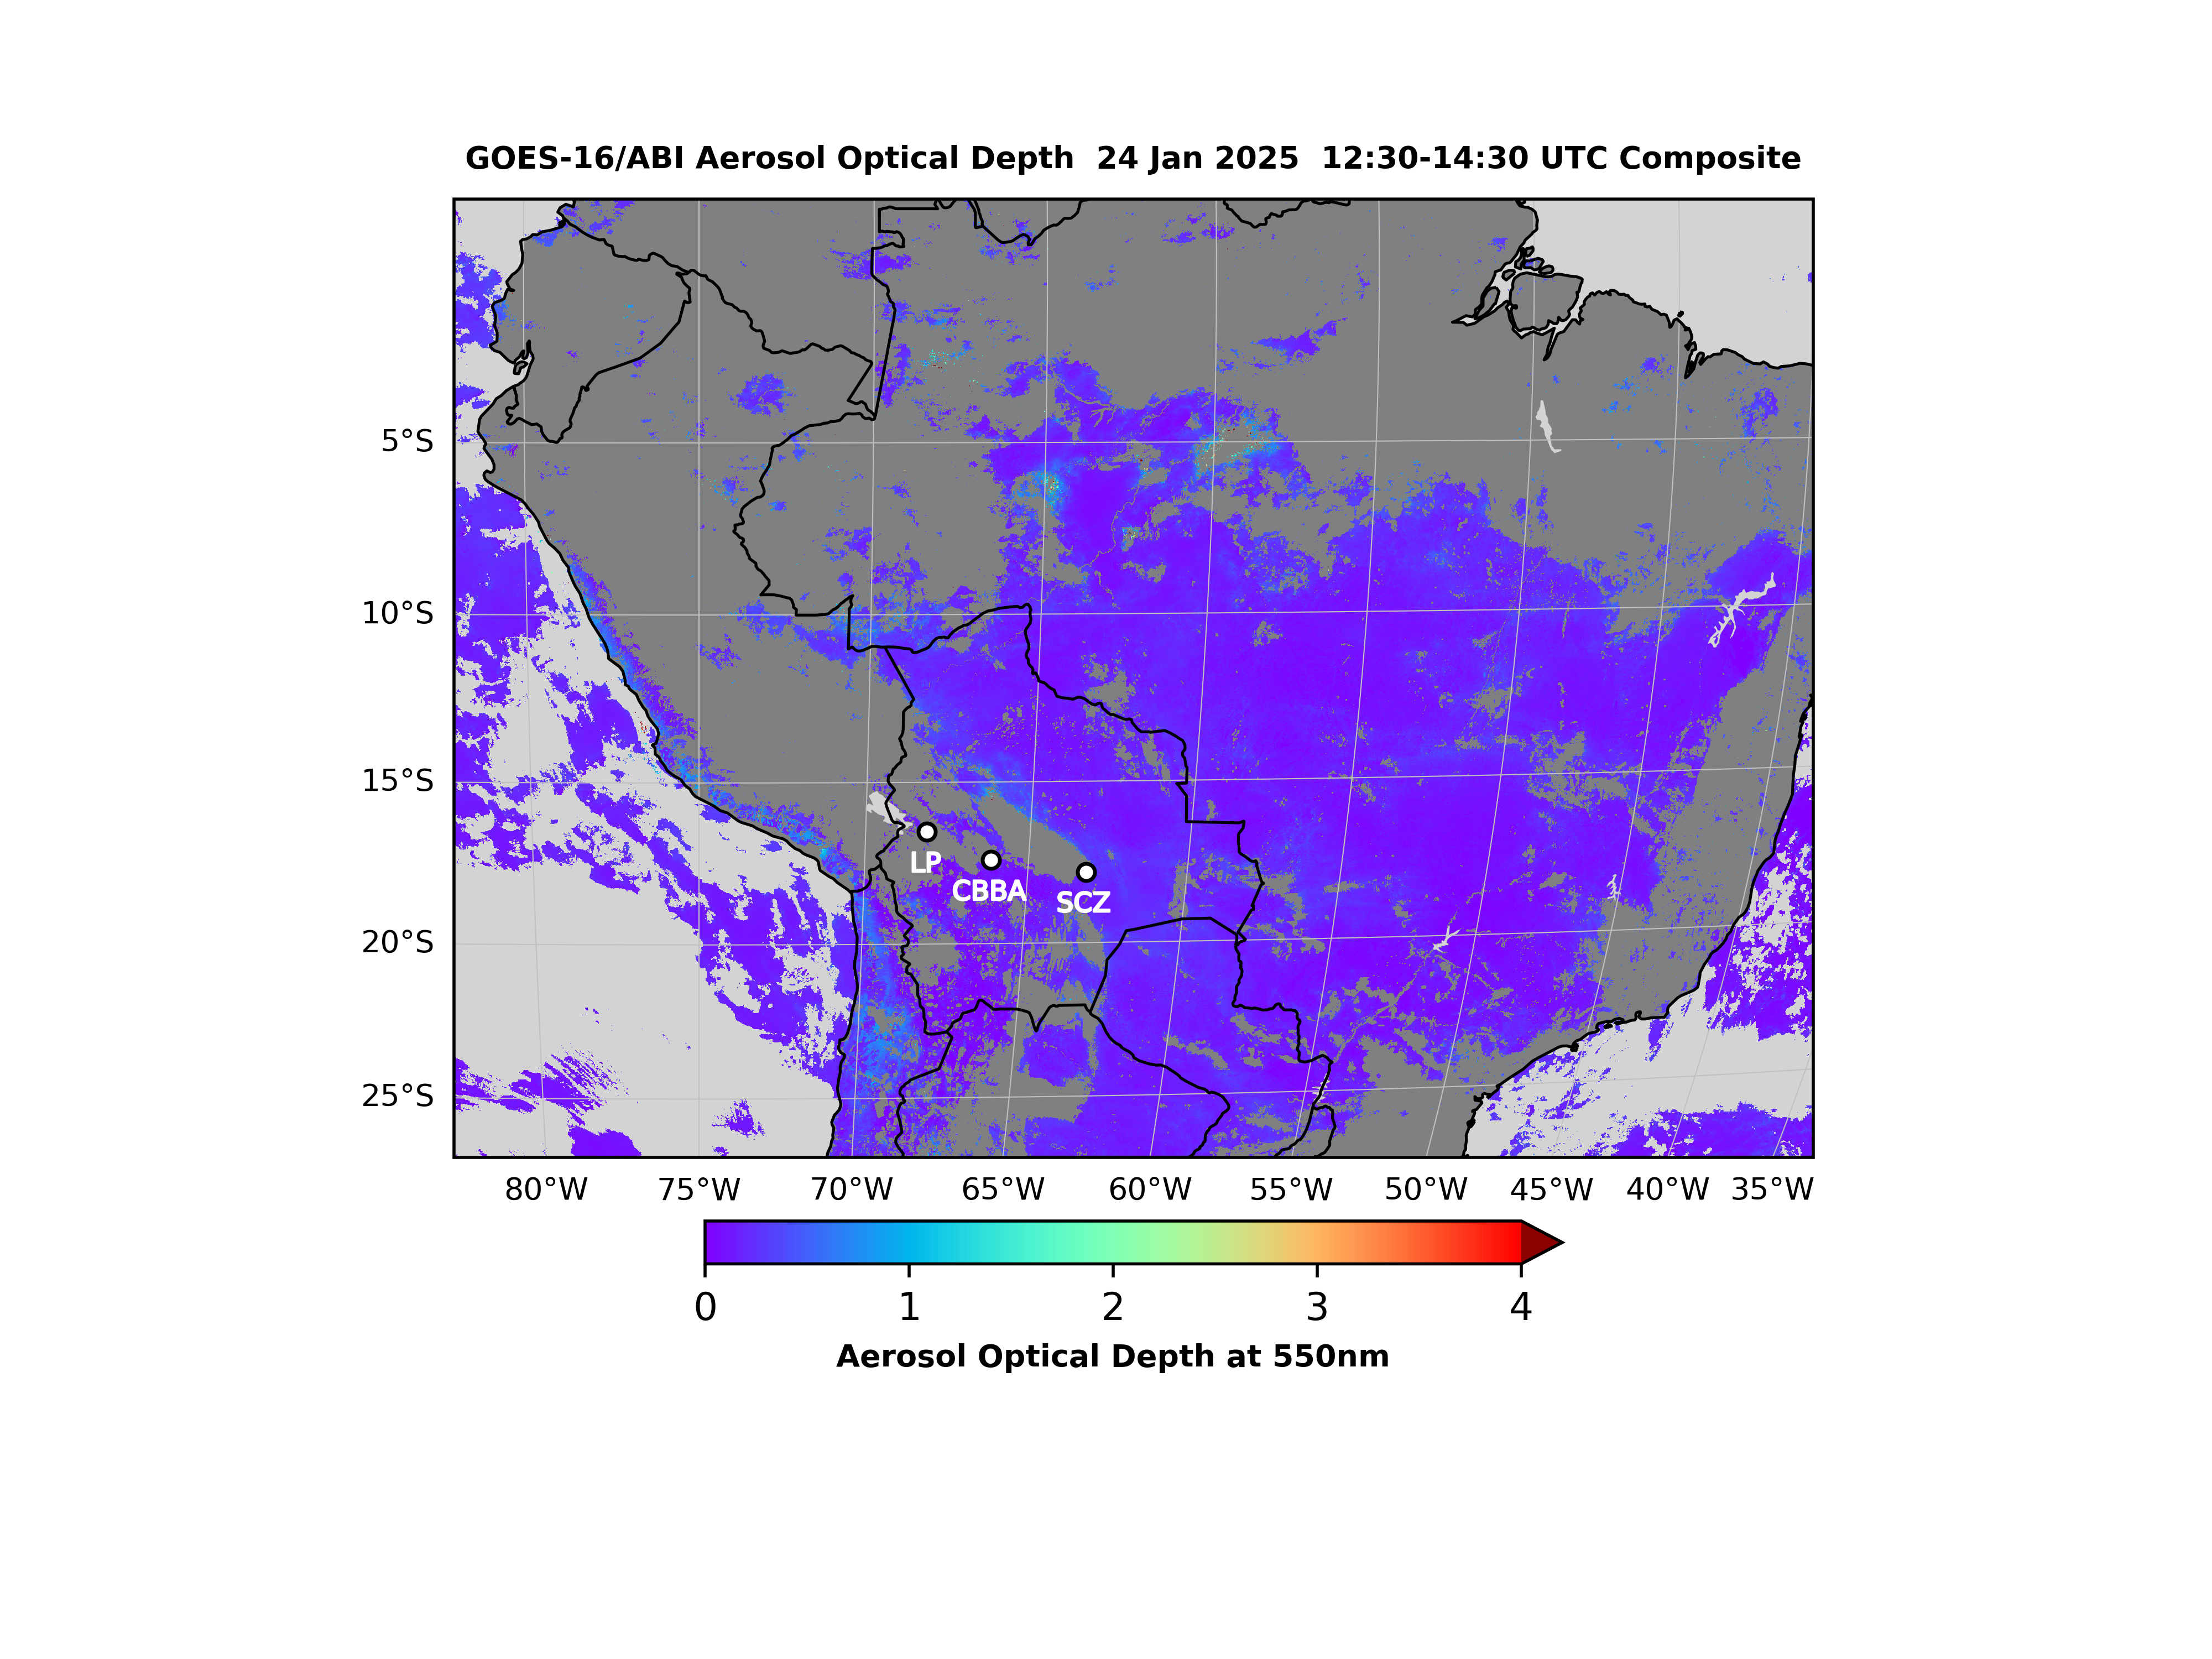 GOES-16/ABI Aerosol Optical Depth  24 Jan 2025  12:30-14:30 UTC Composite
5°S
10°S
15°S
LP
CBBA
SCZ
20°S
25°S
80°W 75°W 70°W 65°W 60°W 55°W 50°W 45°W 40°W 35°W
0 1 2 3 4
Aerosol Optical Depth at 550nm